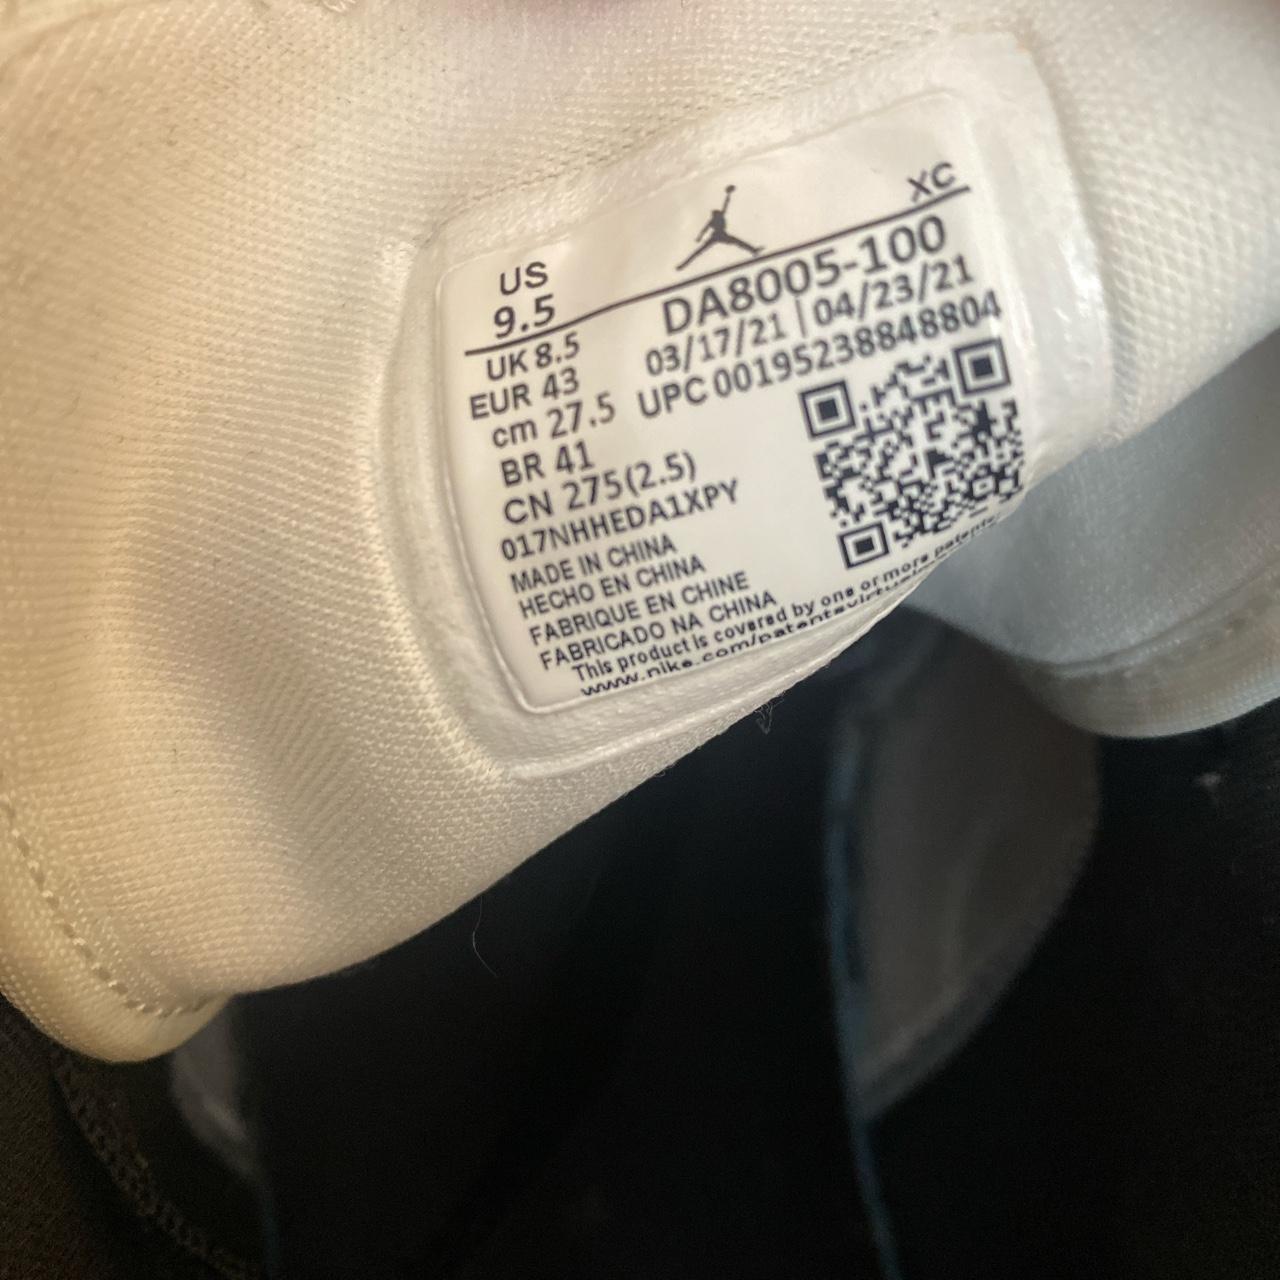 XC
US
9.5
DA8005-100
UK 8.5
03/17/21 | 04/23/21
EUR 43
UPC 00195238848804
cm 27.5
BR 41
CN 275(2.5)
017NHHEDA1XPY
MADE IN CHINA
HECHO EN CHINA
FABRIQUE EN CHINE
FABRICADO NA CHINA
This product is covered by one or more patents.
www.nike.com/patents